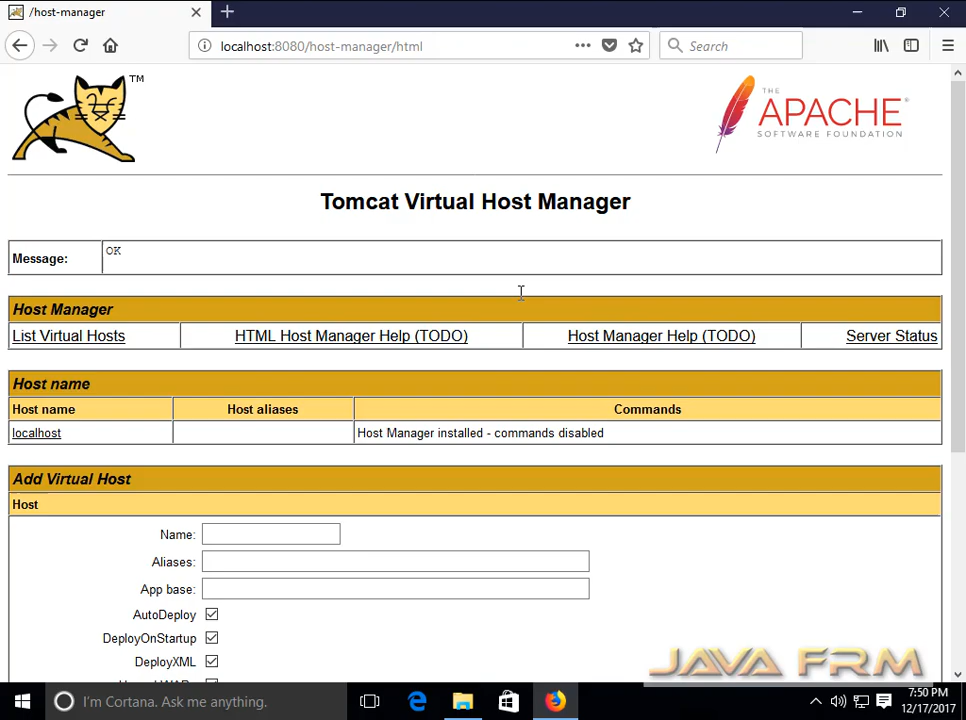 /host-manager
localhost:8080/host-manager/html
Search
TM
THE
APACHE®
SOFTWARE FOUNDATION
Tomcat Virtual Host Manager
Message: OK
Host Manager
List Virtual Hosts HTML Host Manager Help (TODO) Host Manager Help (TODO) Server Status
Host name
Host name Host aliases Commands
localhost Host Manager installed - commands disabled
Add Virtual Host
Host
Name:
Aliases:
App base:
AutoDeploy
DeployOnStartup
DeployXML
JAVA FRM
I'm Cortana. Ask me anything.
7:50 PM
12/17/2017